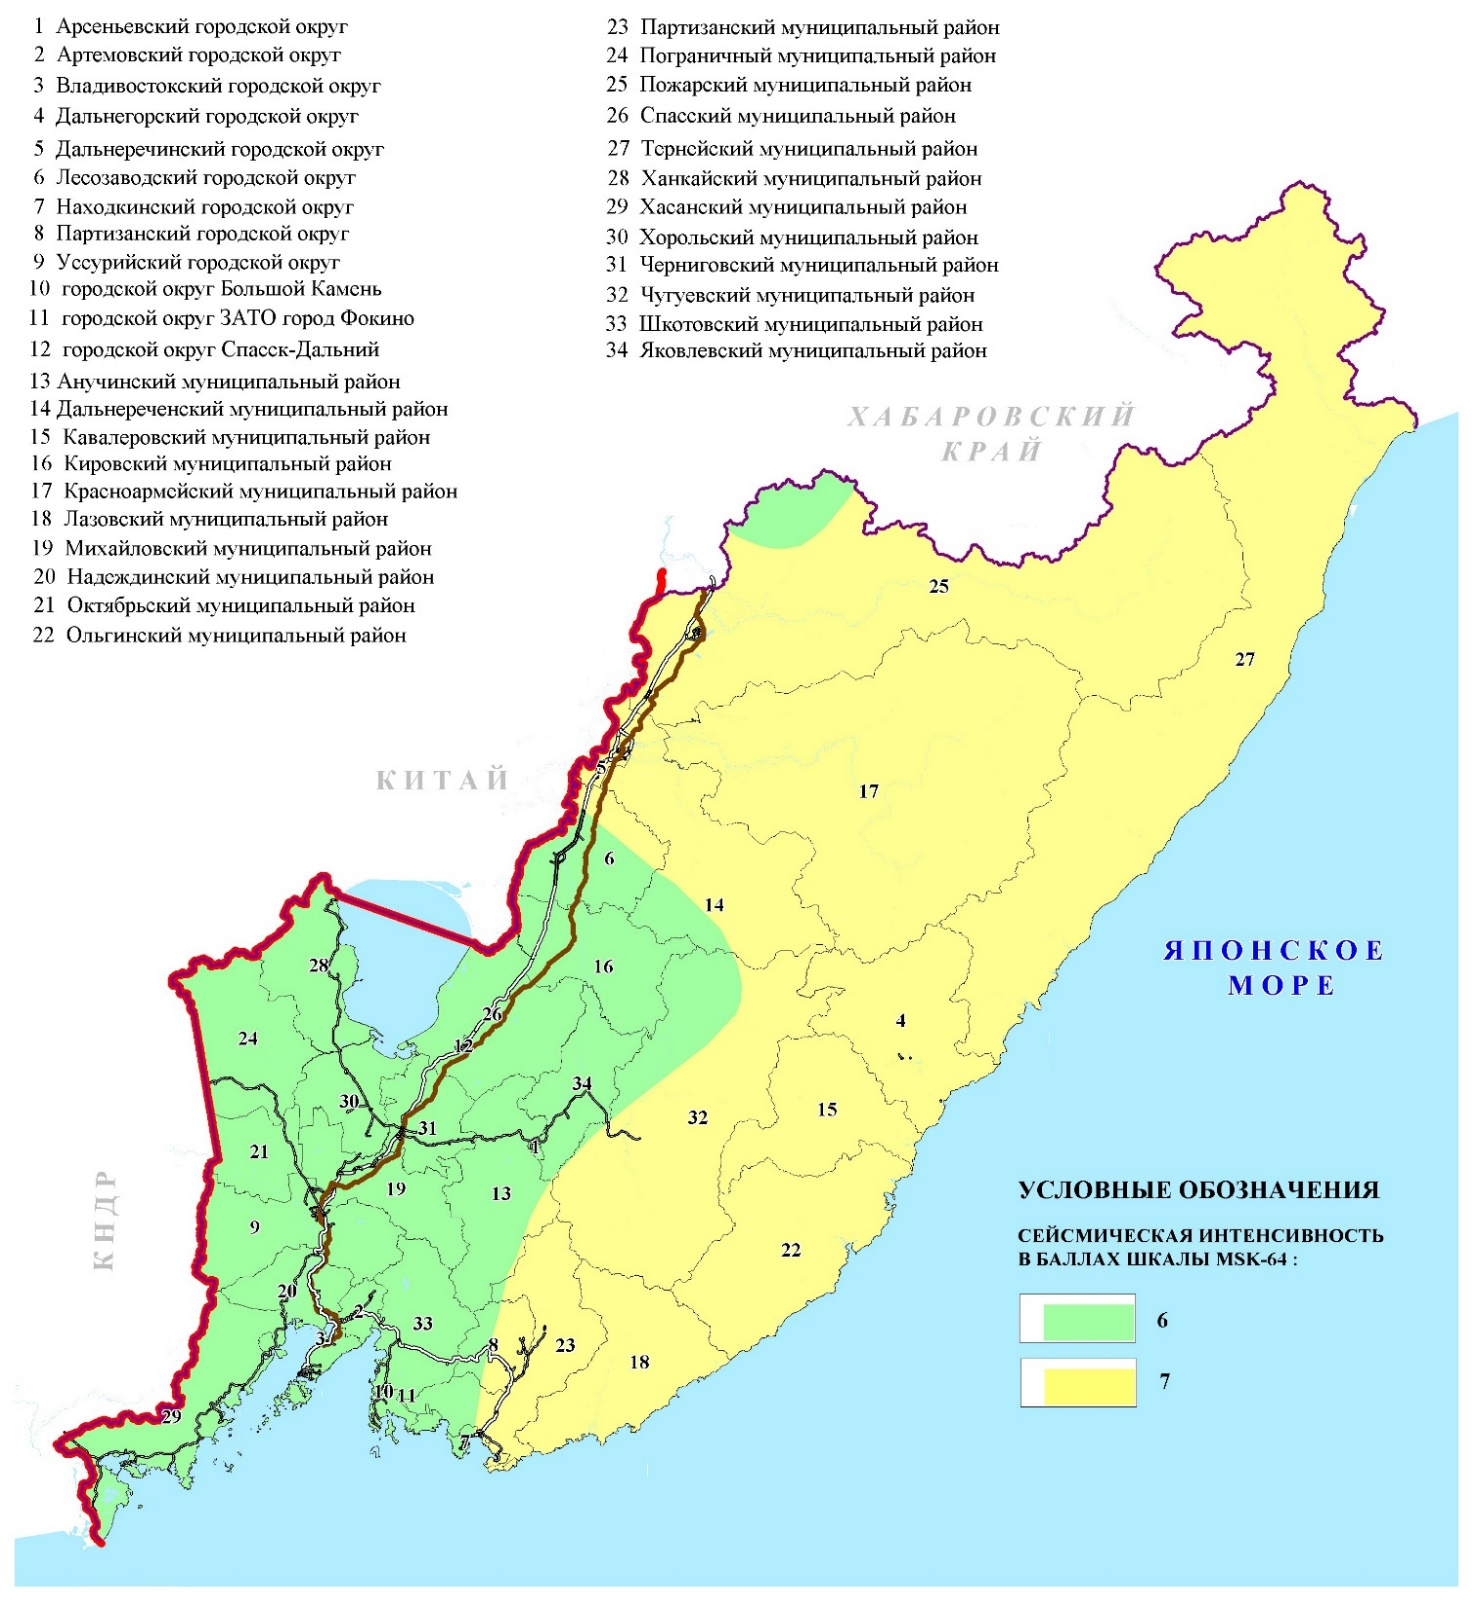 1 Арсеньевский городской округ
2 Артемовский городской округ
3 Владивостокский городской округ
4 Дальнегорский городской округ
5 Дальнеречинский городской округ
6 Лесозаводский городской округ
7 Находкинский городской округ
8 Партизанский городской округ
9 Уссурийский городской округ
10 городской округ Большой Камень
11 городской округ ЗАТО город Фокино
12 городской округ Спасск-Дальний
13 Анучинский муниципальный район
14 Дальнереченский муниципальный район
15 Кавалеровский муниципальный район
16 Кировский муниципальный район
17 Красноармейский муниципальный район
18 Лазовский муниципальный район
19 Михайловский муниципальный район
20 Надеждинский муниципальный район
21 Октябрьский муниципальный район
22 Ольгинский муниципальный район
23 Партизанский муниципальный район
24 Пограничный муниципальный район
25 Пожарский муниципальный район
26 Спасский муниципальный район
27 Тернейский муниципальный район
28 Ханкайский муниципальный район
29 Хасанский муниципальный район
30 Хорольский муниципальный район
31 Черниговский муниципальный район
32 Чугуевский муниципальный район
33 Шкотовский муниципальный район
34 Яковлевский муниципальный район
ХАБАРОВСКИЙ
КРАЙ
25
27
КИТАЙ
5
17
6
14
ЯПОНСКОЕ
МОРЕ
28
16
26
4
24
12
34
30
32
15
31
1
21
КНДР
19
13
9
22
20
2
33
3
8
23
18
10
11
29
7
УСЛОВНЫЕ ОБОЗНАЧЕНИЯ
СЕЙСМИЧЕСКАЯ ИНТЕНСИВНОСТЬ
В БАЛЛАХ ШКАЛЫ MSK-64 :
6
7